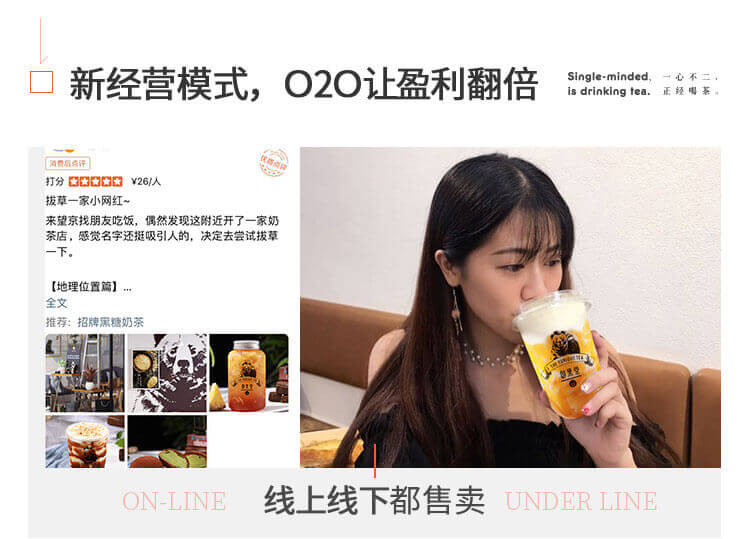 新经营模式，O2O让盈利翻倍
Single-minded,
is drinking tea.
一心不二，
正经喝茶。
消费后点评
优质点评
打分
¥26/人
拔草一家小网红~
来望京找朋友吃饭，偶然发现这附近开了一家奶
茶店，感觉名字还挺吸引人的，决定去尝试拔草
一下。
【地理位置篇】...
全文
推荐：招牌黑糖奶茶
ON-LINE
线上线下都售卖
UNDER LINE